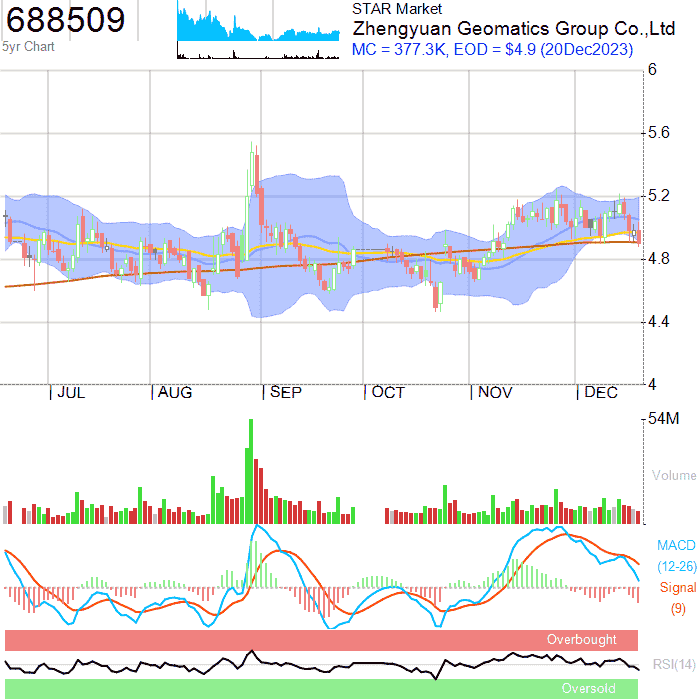 688509
5yr Chart
STAR Market
Zhengyuan Geomatics Group Co.,Ltd
MC = 377.3K, EOD = $4.9 (20Dec2023)
6
5.6
5.2
4.8
4.4
4
JUL
AUG
SEP
OCT
NOV
DEC
54M
Volume
MACD
(12-26)
Signal
(9)
Overbought
RSI(14)
Oversold